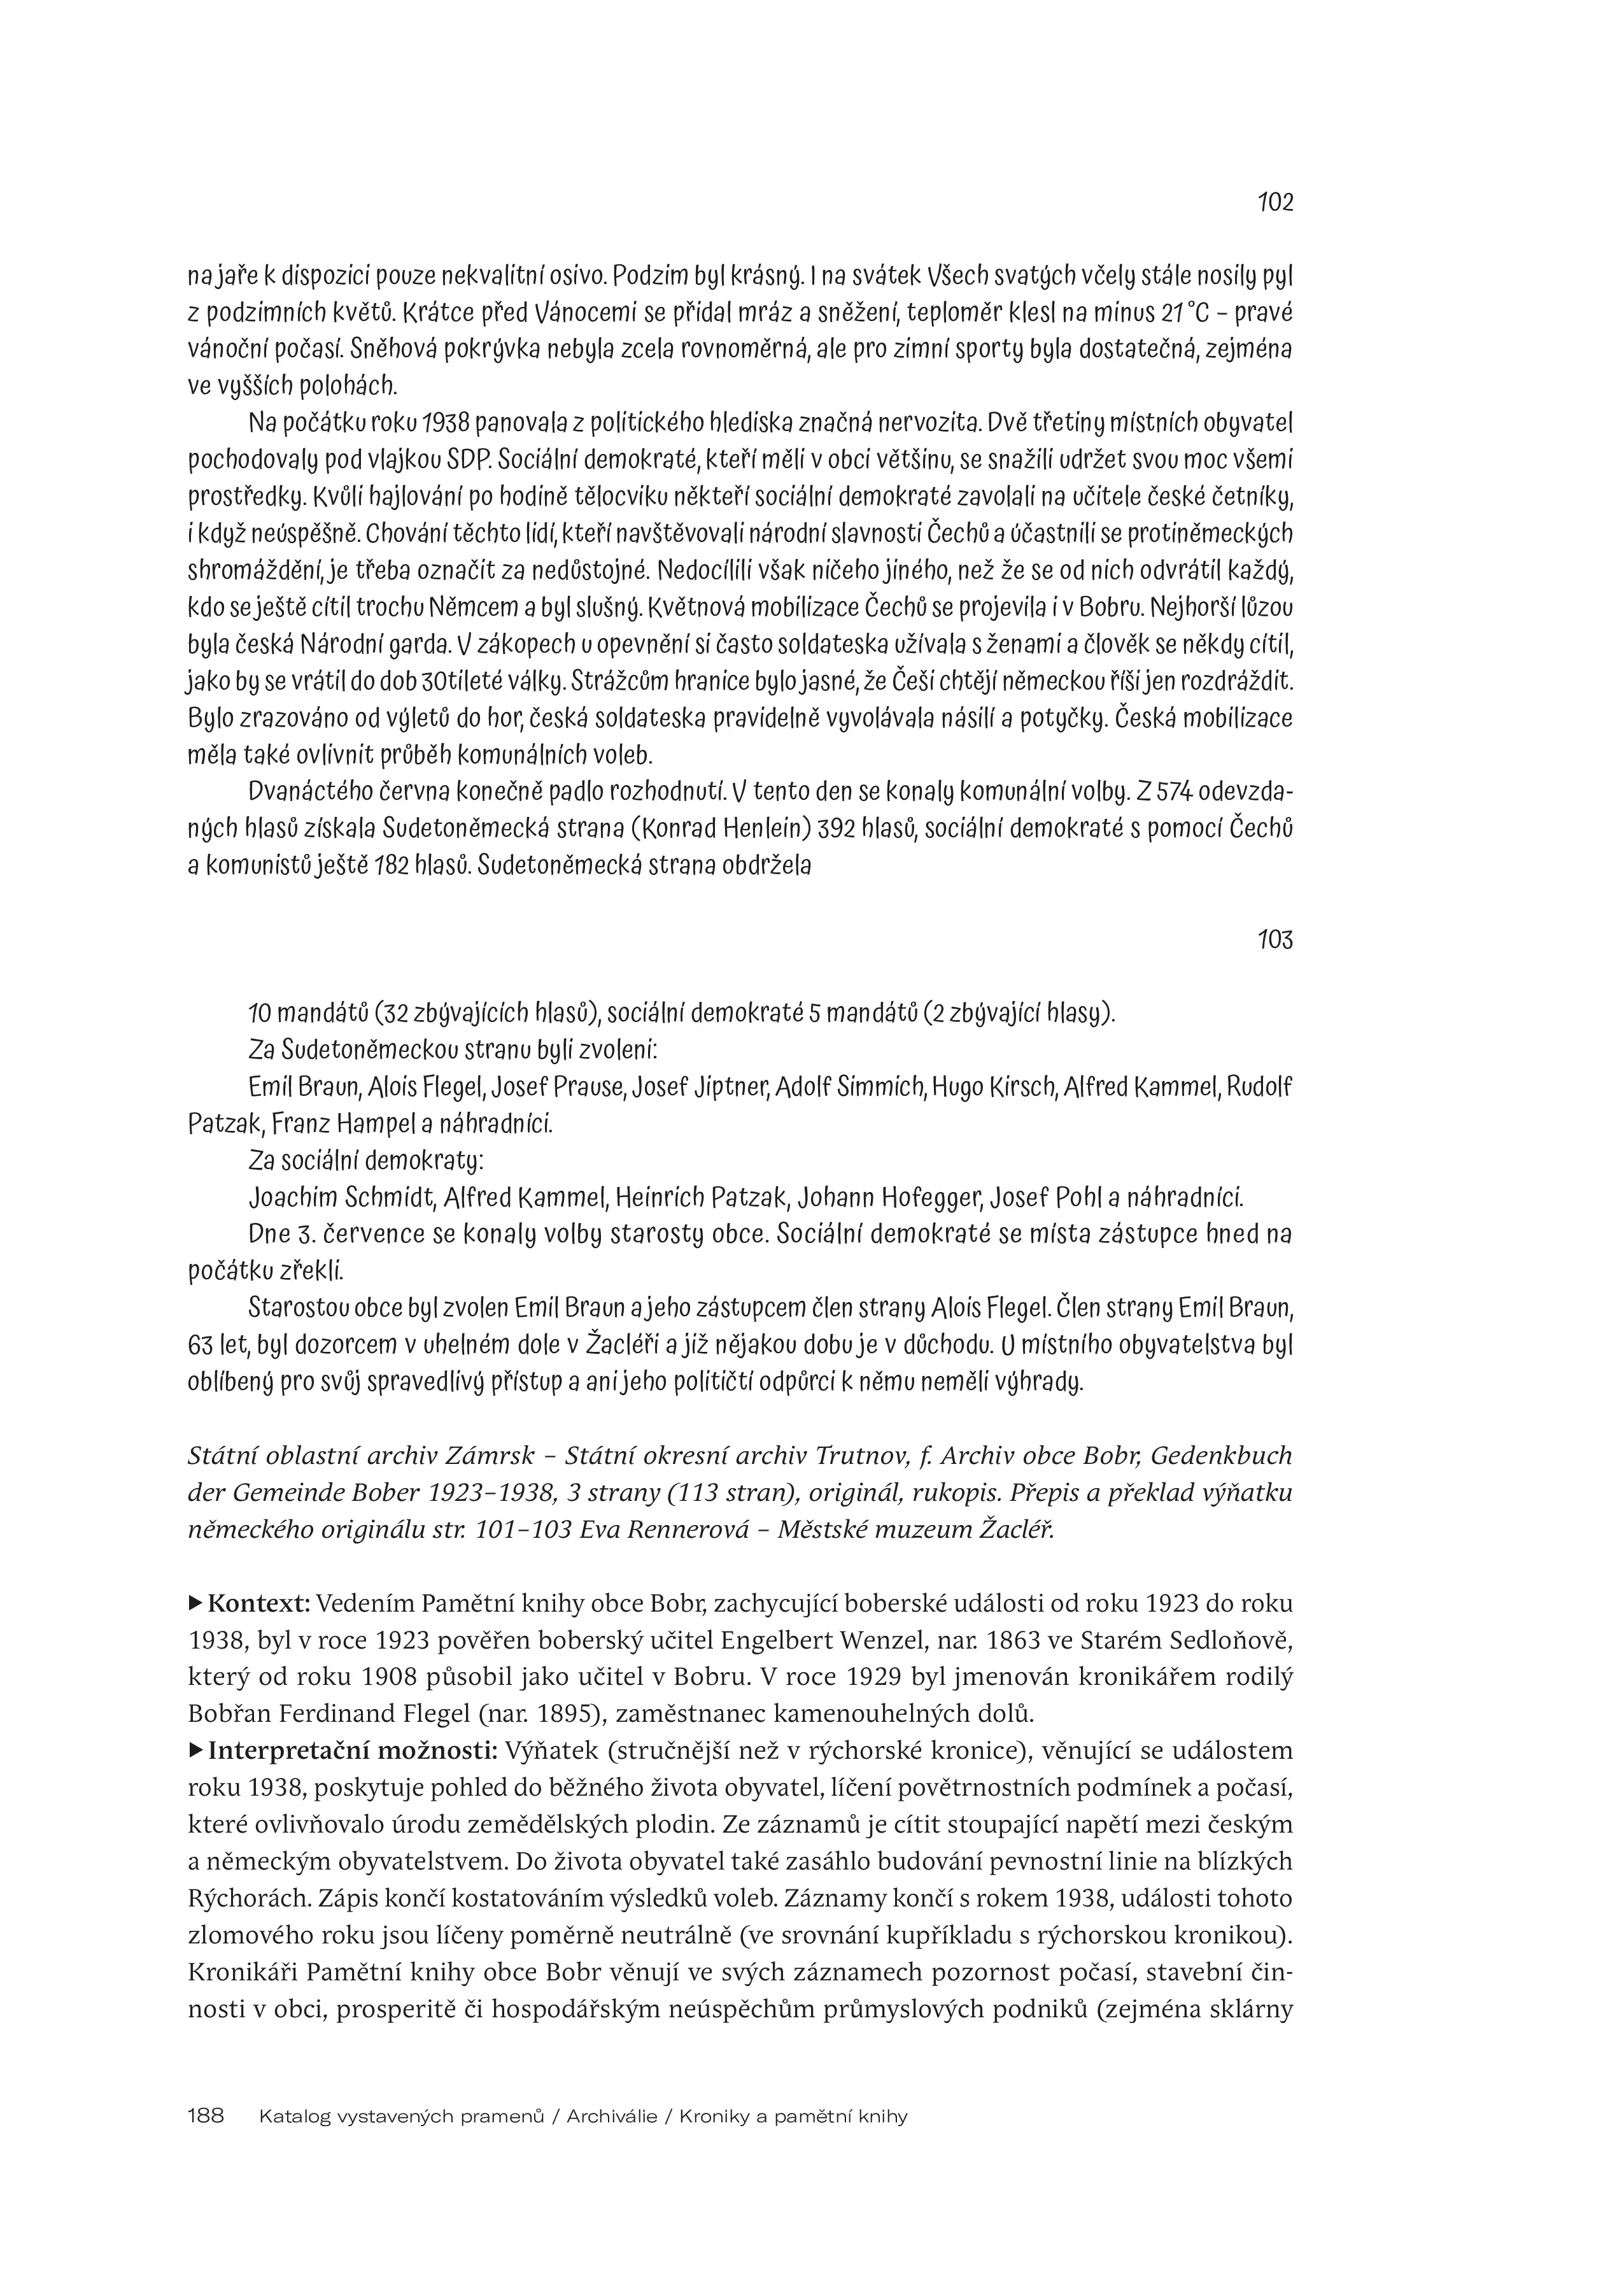 102
na jaře k dispozici pouze nekvalitní osivo. Podzim byl krásný. I na svátek Všech svatých včely stále nosily pyl
z podzimních květů. Krátce před Vánocemi se přidal mráz a sněžení, teploměr klesl na minus 21 °C – pravé
vánoční počasí. Sněhová pokrývka nebyla zcela rovnoměrná, ale pro zimní sporty byla dostatečná, zejména
ve vyšších polohách.
Na počátku roku 1938 panovala z politického hlediska značná nervozita. Dvě třetiny místních obyvatel
pochodovaly pod vlajkou SDP. Sociální demokraté, kteří měli v obci většinu, se snažili udržet svou moc všemi
prostředky. Kvůli hajlování po hodině tělocviku někteří sociální demokraté zavolali na učitele české četníky,
i když neúspěšně. Chování těchto lidí, kteří navštěvovali národní slavnosti Čechů a účastnili se protiněmeckých
shromáždění, je třeba označit za nedůstojné. Nedocílili však ničeho jiného, než že se od nich odvrátil každý,
kdo se ještě cítil trochu Němcem a byl slušný. Květnová mobilizace Čechů se projevila i v Bobru. Nejhorší lůzou
byla česká Národní garda. V zákopech u opevnění si často soldateska užívala s ženami a člověk se někdy cítil,
jako by se vrátil do dob 30tileté války. Strážcům hranice bylo jasné, že Češi chtějí německou říši jen rozdráždit.
Bylo zrazováno od výletů do hor, česká soldateska pravidelně vyvolávala násilí a potyčky. Česká mobilizace
měla také ovlivnit průběh komunálních voleb.
Dvanáctého června konečně padlo rozhodnutí. V tento den se konaly komunální volby. Z 574 odevzda-
ných hlasů získala Sudetoněmecká strana (Konrad Henlein) 392 hlasů, sociální demokraté s pomocí Čechů
a komunistů ještě 182 hlasů. Sudetoněmecká strana obdržela
103
10 mandátů (32 zbývajících hlasů), sociální demokraté 5 mandátů (2 zbývající hlasy).
Za Sudetoněmeckou stranu byli zvoleni:
Emil Braun, Alois Flegel, Josef Prause, Josef Jiptner, Adolf Simmich, Hugo Kirsch, Alfred Kammel, Rudolf
Patzak, Franz Hampel a náhradníci.
Za sociální demokraty:
Joachim Schmidt, Alfred Kammel, Heinrich Patzak, Johann Hofegger, Josef Pohl a náhradníci.
Dne 3. července se konaly volby starosty obce. Sociální demokraté se místa zástupce hned na
počátku zřekli.
Starostou obce byl zvolen Emil Braun a jeho zástupcem člen strany Alois Flegel. Člen strany Emil Braun,
63 let, byl dozorcem v uhelném dole v Žacléři a již nějakou dobu je v důchodu. U místního obyvatelstva byl
oblíbený pro svůj spravedlivý přístup a ani jeho političtí odpůrci k němu neměli výhrady.
Státní oblastní archiv Zámrsk – Státní okresní archiv Trutnov, f. Archiv obce Bobr, Gedenkbuch
der Gemeinde Bober 1923–1938, 3 strany (113 stran), originál, rukopis. Přepis a překlad výňatku
německého originálu str. 101–103 Eva Rennerová – Městské muzeum Žacléř.
▶ Kontext: Vedením Pamětní knihy obce Bobr, zachycující boberské události od roku 1923 do roku
1938, byl v roce 1923 pověřen boberský učitel Engelbert Wenzel, nar. 1863 ve Starém Sedloňově,
který od roku 1908 působil jako učitel v Bobru. V roce 1929 byl jmenován kronikářem rodilý
Bobřan Ferdinand Flegel (nar. 1895), zaměstnanec kamenouhelných dolů.
▶ Interpretační možnosti: Výňatek (stručnější než v rýchorské kronice), věnující se událostem
roku 1938, poskytuje pohled do běžného života obyvatel, líčení povětrnostních podmínek a počasí,
které ovlivňovalo úrodu zemědělských plodin. Ze záznamů je cítit stoupající napětí mezi českým
a německým obyvatelstvem. Do života obyvatel také zasáhlo budování pevnostní linie na blízkých
Rýchorách. Zápis končí kostatováním výsledků voleb. Záznamy končí s rokem 1938, události tohoto
zlomového roku jsou líčeny poměrně neutrálně (ve srovnání kupříkladu s rýchorskou kronikou).
Kronikáři Pamětní knihy obce Bobr věnují ve svých záznamech pozornost počasí, stavební čin-
nosti v obci, prosperitě či hospodářským neúspěchům průmyslových podniků (zejména sklárny
188 Katalog vystavených pramenů / Archiválie / Kroniky a pamětní knihy